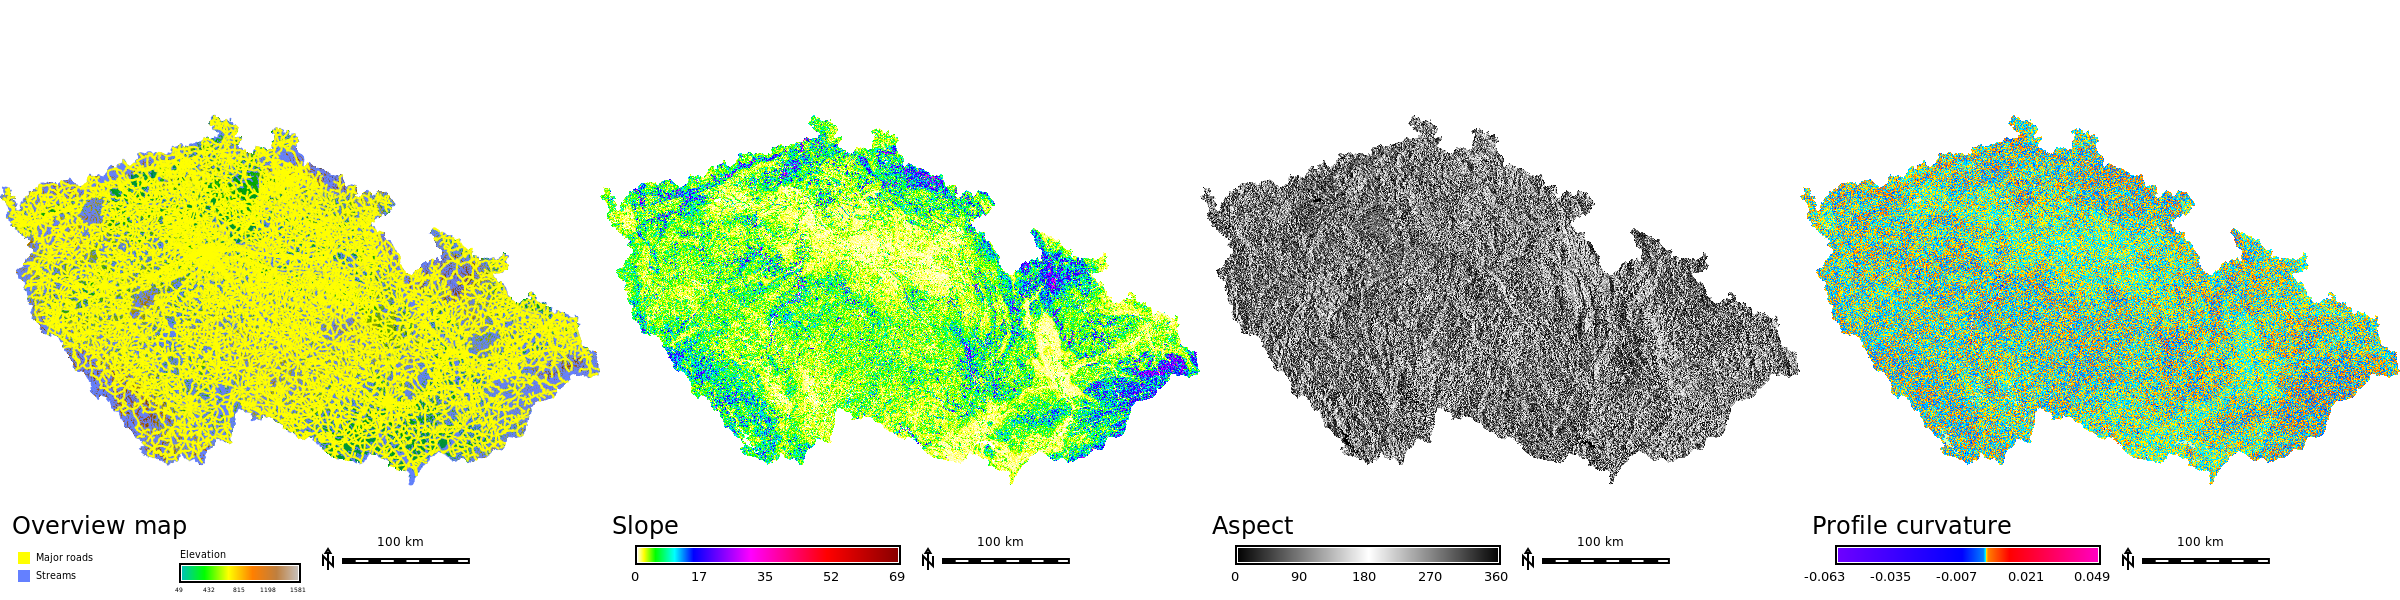 Overview map
Major roads
Streams
Elevation
49 432 815 1198 1581
N
100 km
Slope
0 17 35 52 69
N
100 km
Aspect
0 90 180 270 360
N
100 km
Profile curvature
-0.063 -0.035 -0.007 0.021 0.049
N
100 km